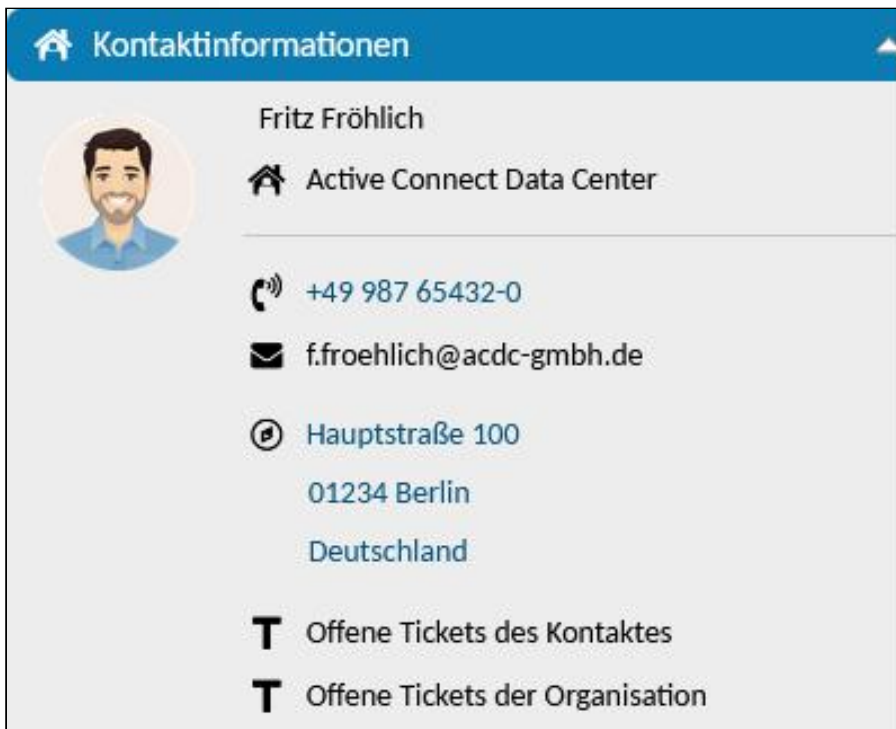 Kontaktinformationen
Fritz Fröhlich
Active Connect Data Center
+49 987 65432-0
f.froehlich@acdc-gmbh.de
Hauptstraße 100
01234 Berlin
Deutschland
Offene Tickets des Kontaktes
Offene Tickets der Organisation